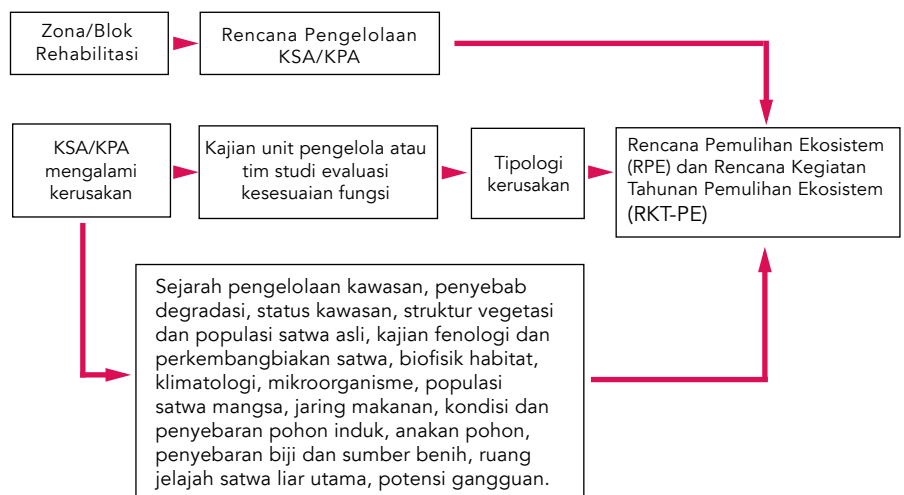 Zona/Blok
Rehabilitasi
Rencana Pengelolaan
KSA/KPA
KSA/KPA
mengalami
kerusakan
Kajian unit pengelola atau
tim studi evaluasi
kesesuaian fungsi
Tipologi
kerusakan
Rencana Pemulihan Ekosistem
(RPE) dan Rencana Kegiatan
Tahunan Pemulihan Ekosistem
(RKT-PE)
Sejarah pengelolaan kawasan, penyebab
degradasi, status kawasan, struktur vegetasi
dan populasi satwa asli, kajian fenologi dan
perkembangbiakan satwa, biofisik habitat,
klimatologi, mikroorganisme, populasi
satwa mangsa, jaring makanan, kondisi dan
penyebaran pohon induk, anakan pohon,
penyebaran biji dan sumber benih, ruang
jelajah satwa liar utama, potensi gangguan.